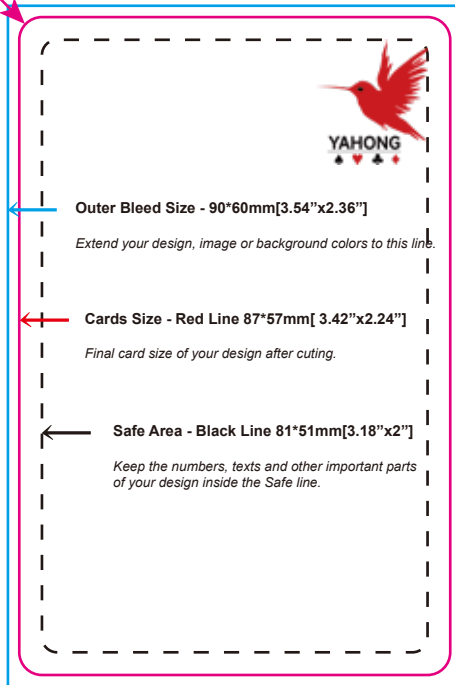 YAHONG
Outer Bleed Size - 90*60mm[3.54”x2.36”]
Extend your design, image or background colors to this line.
Cards Size - Red Line 87*57mm[ 3.42”x2.24”]
Final card size of your design after cuting.
Safe Area - Black Line 81*51mm[3.18”x2”]
Keep the numbers, texts and other important parts
of your design inside the Safe line.